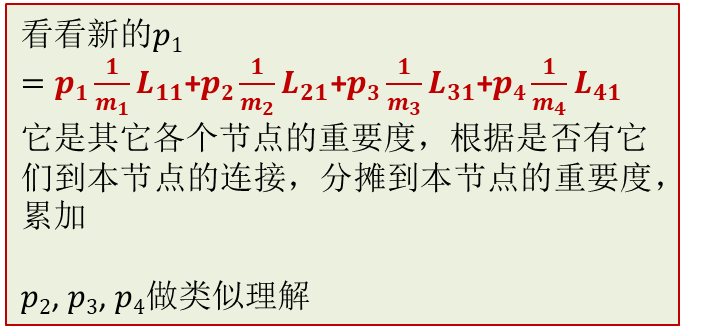 看看新的p₁
= p₁ 1/m₁ L₁₁+p₂ 1/m₂ L₂₁+p₃ 1/m₃ L₃₁+p₄ 1/m₄ L₄₁
它是其它各个节点的重要度，根据是否有它
们到本节点的连接，分摊到本节点的重要度，
累加
p₂, p₃, p₄做类似理解